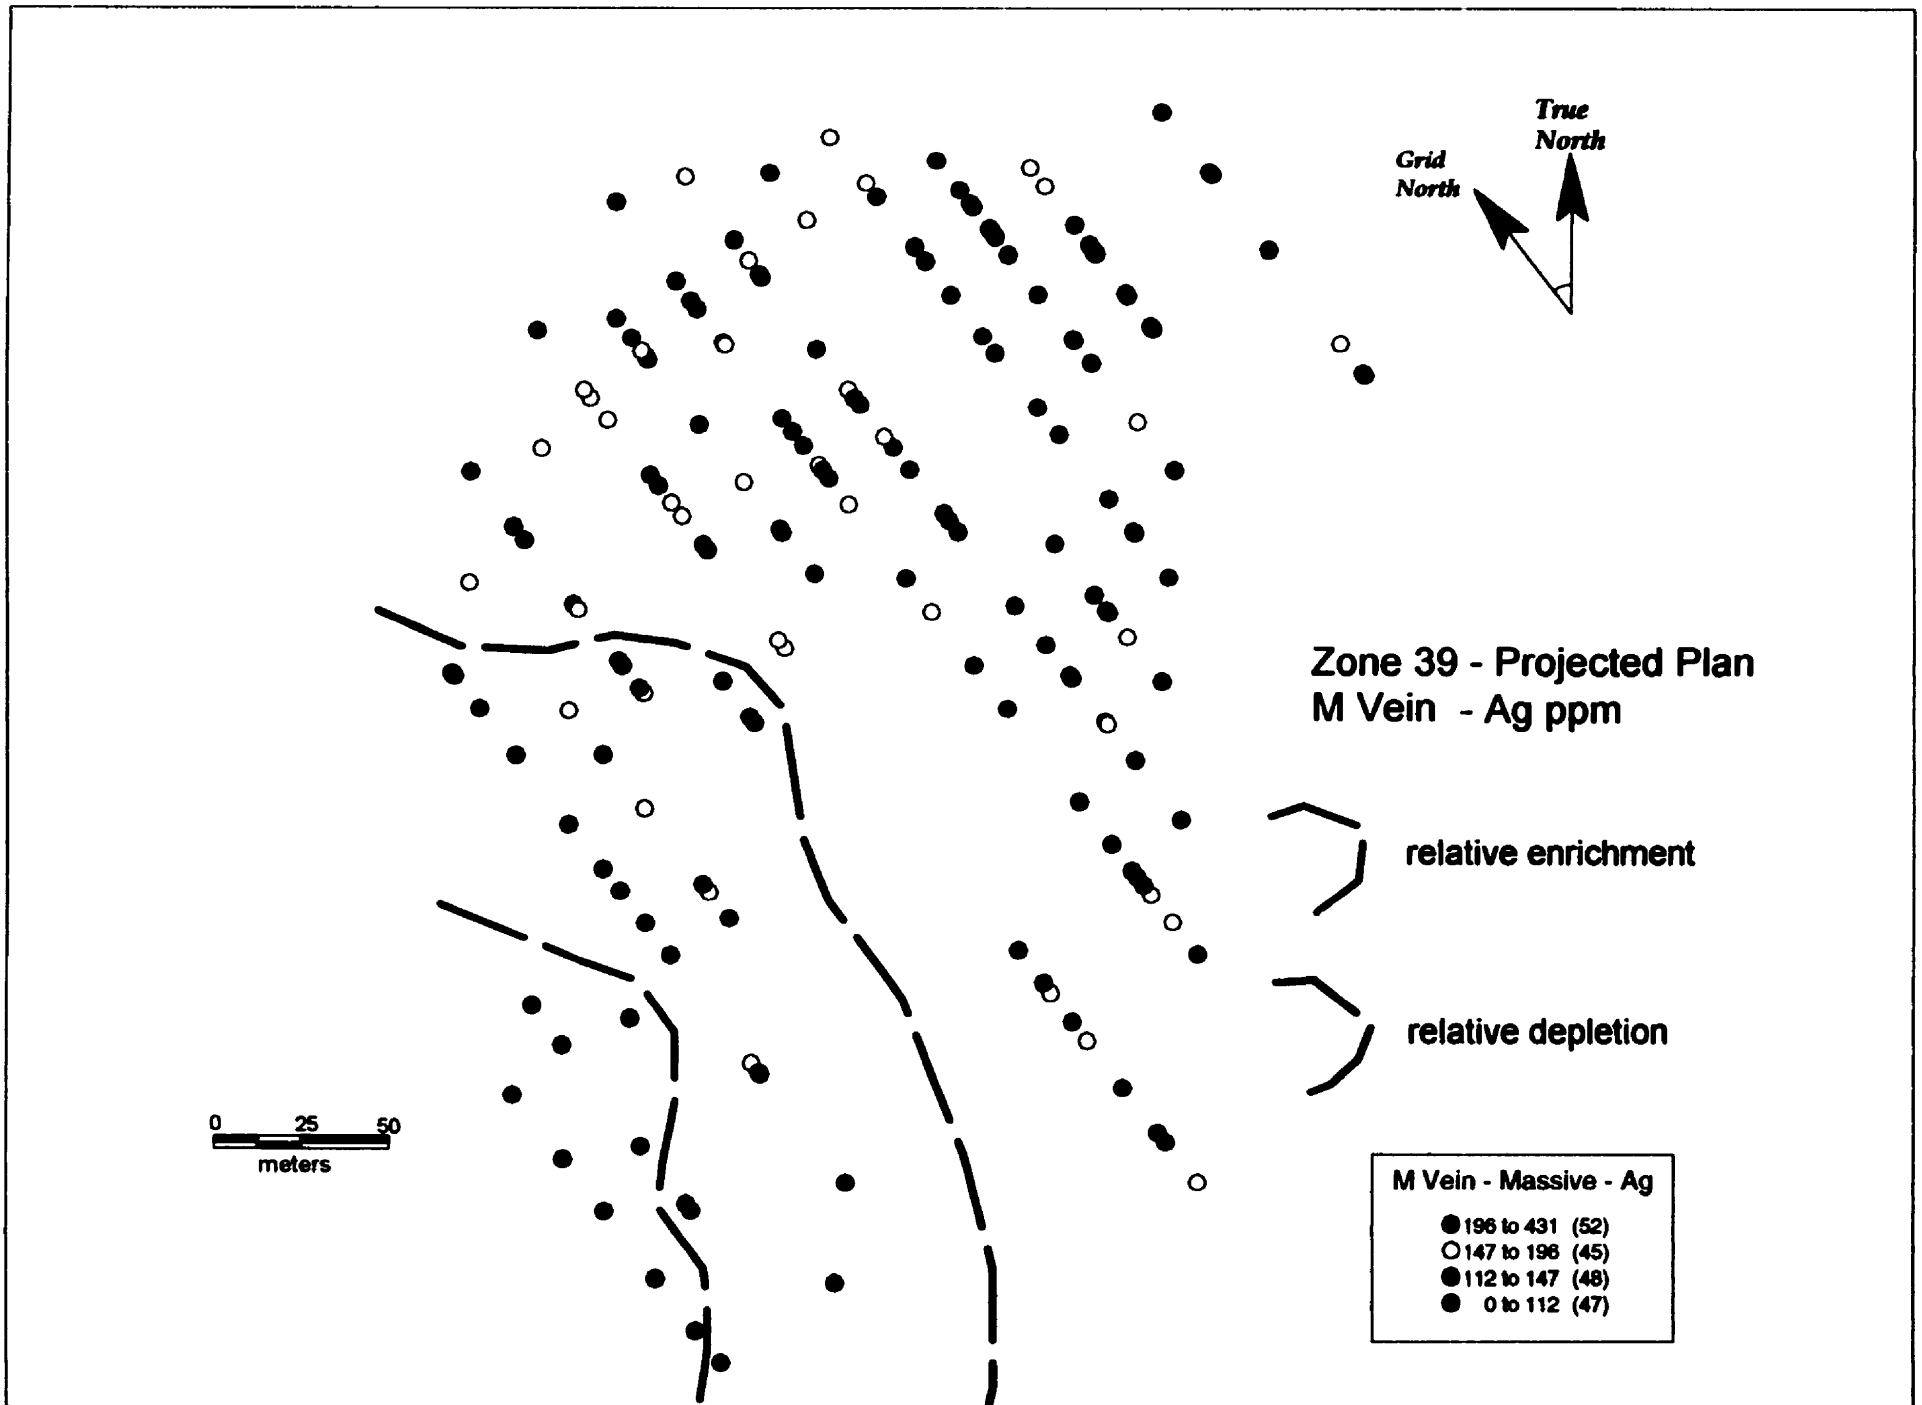 True
North
Grid
North
Zone 39 - Projected Plan
M Vein - Ag ppm
relative enrichment
relative depletion
0 25 50
meters
M Vein - Massive - Ag
196 to 431 (52)
147 to 196 (45)
112 to 147 (48)
0 to 112 (47)